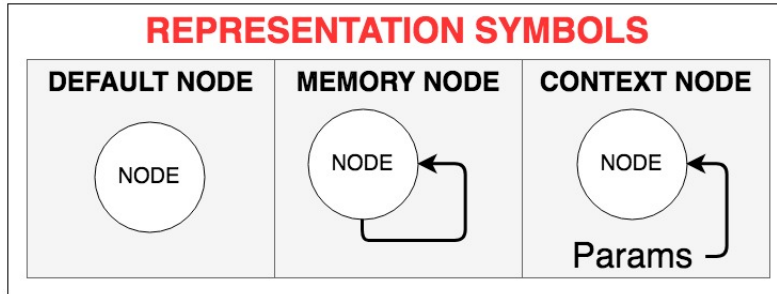 REPRESENTATION SYMBOLS
DEFAULT NODE
MEMORY NODE
CONTEXT NODE
NODE
NODE
NODE
Params